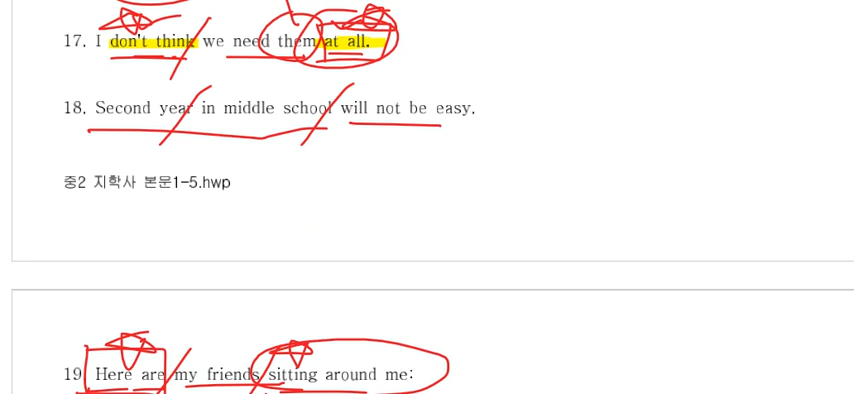 17. I don't think we need them at all.
18. Second year in middle school will not be easy.
중2 지학사 본문1-5.hwp
19 Here are my friends sitting around me: